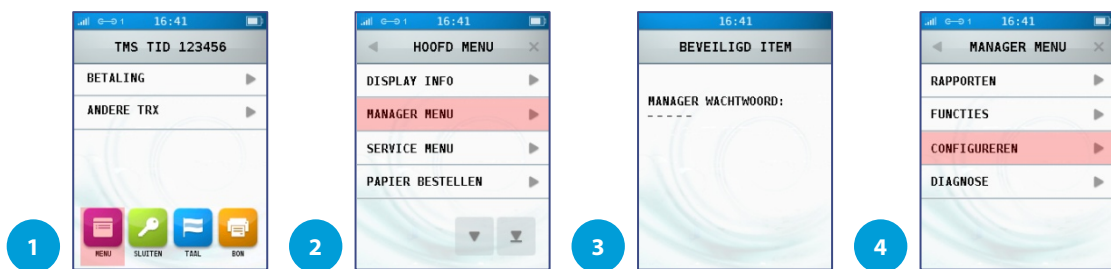 16:41
TMS TID 123456
BETALING
ANDERE TRX
MENU SLUITEN TAAL BON
1
16:41
HOOFD MENU
DISPLAY INFO
MANAGER MENU
SERVICE MENU
PAPIER BESTELLEN
2
16:41
BEVEILIGD ITEM
MANAGER WACHTWOORD:
- - - - -
3
16:41
MANAGER MENU
RAPPORTEN
FUNCTIES
CONFIGUREREN
DIAGNOSE
4